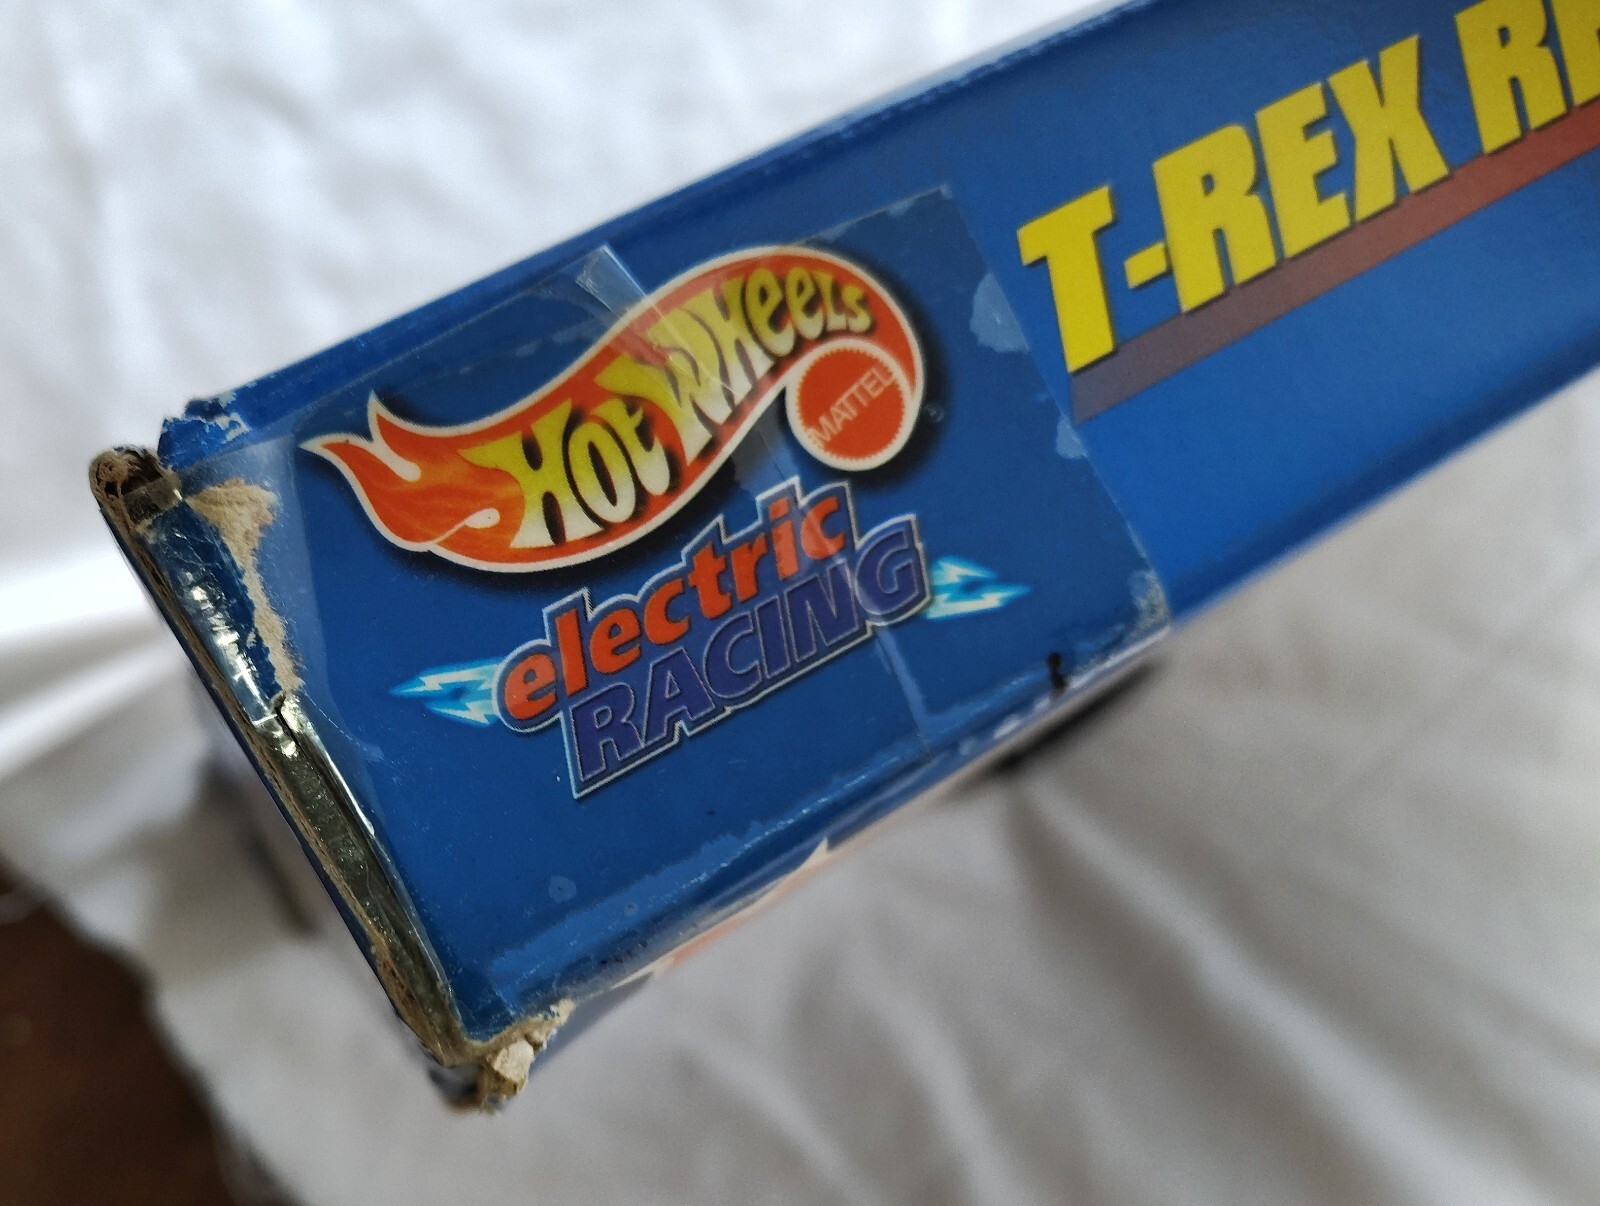 HOT WHEELS
MATTEL
electric
RACING
T-REX